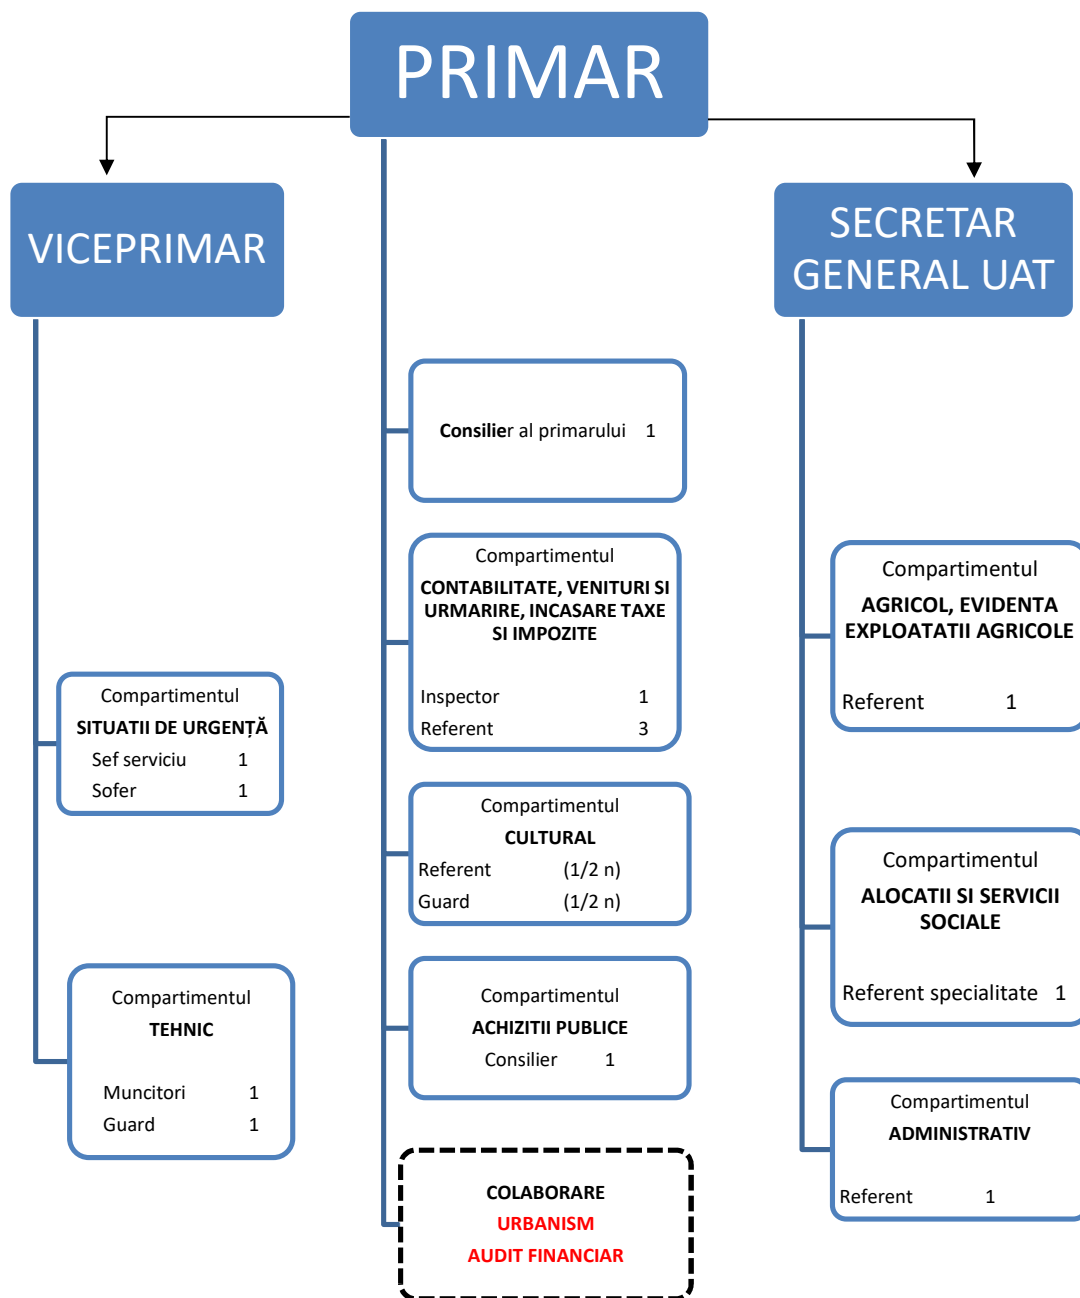 PRIMAR
VICEPRIMAR
SECRETAR
GENERAL UAT
Consilier al primarului 1
Compartimentul
CONTABILITATE, VENITURI SI
URMARIRE, INCASARE TAXE
SI IMPOZITE
Inspector 1
Referent 3
Compartimentul
CULTURAL
Referent (1/2 n)
Guard (1/2 n)
Compartimentul
ACHIZITII PUBLICE
Consilier 1
COLABORARE
URBANISM
AUDIT FINANCIAR
Compartimentul
SITUATII DE URGENȚĂ
Sef serviciu 1
Sofer 1
Compartimentul
TEHNIC
Muncitori 1
Guard 1
Compartimentul
AGRICOL, EVIDENTA
EXPLOATATII AGRICOLE
Referent 1
Compartimentul
ALOCATII SI SERVICII
SOCIALE
Referent specialitate 1
Compartimentul
ADMINISTRATIV
Referent 1